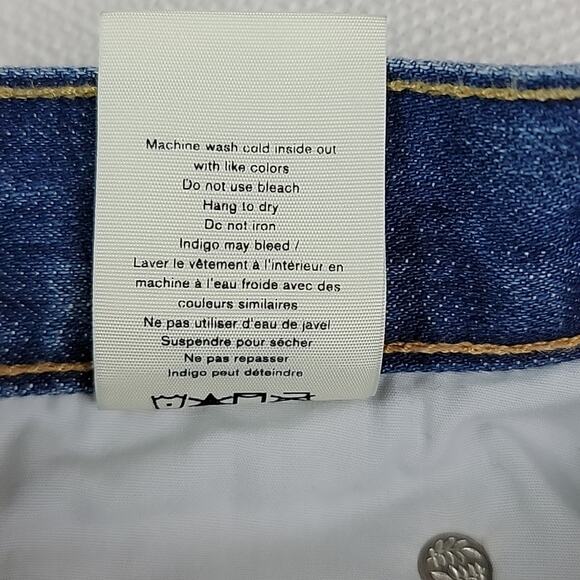 Machine wash cold inside out
with like colors
Do not use bleach
Hang to dry
Do not iron
Indigo may bleed /
Laver le vêtement à l'intérieur en
machine à l'eau froide avec des
couleurs similaires
Ne pas utiliser d'eau de javel
Suspendre pour sécher
Ne pas repasser
Indigo peut déteindre